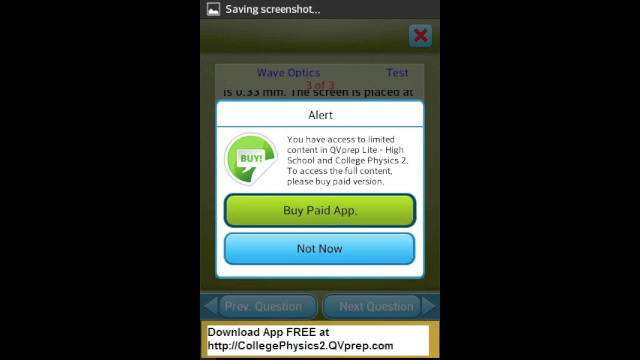 Saving screenshot...
Wave Optics Test
3 of 3
is 0.33 mm. The screen is placed at
Alert
BUY!
You have access to limited
content in QVprep Lite - High
School and College Physics 2.
To access the full content,
please buy paid version.
Buy Paid App.
Not Now
Prev. Question Next Question
Download App FREE at
http://CollegePhysics2.QVprep.com